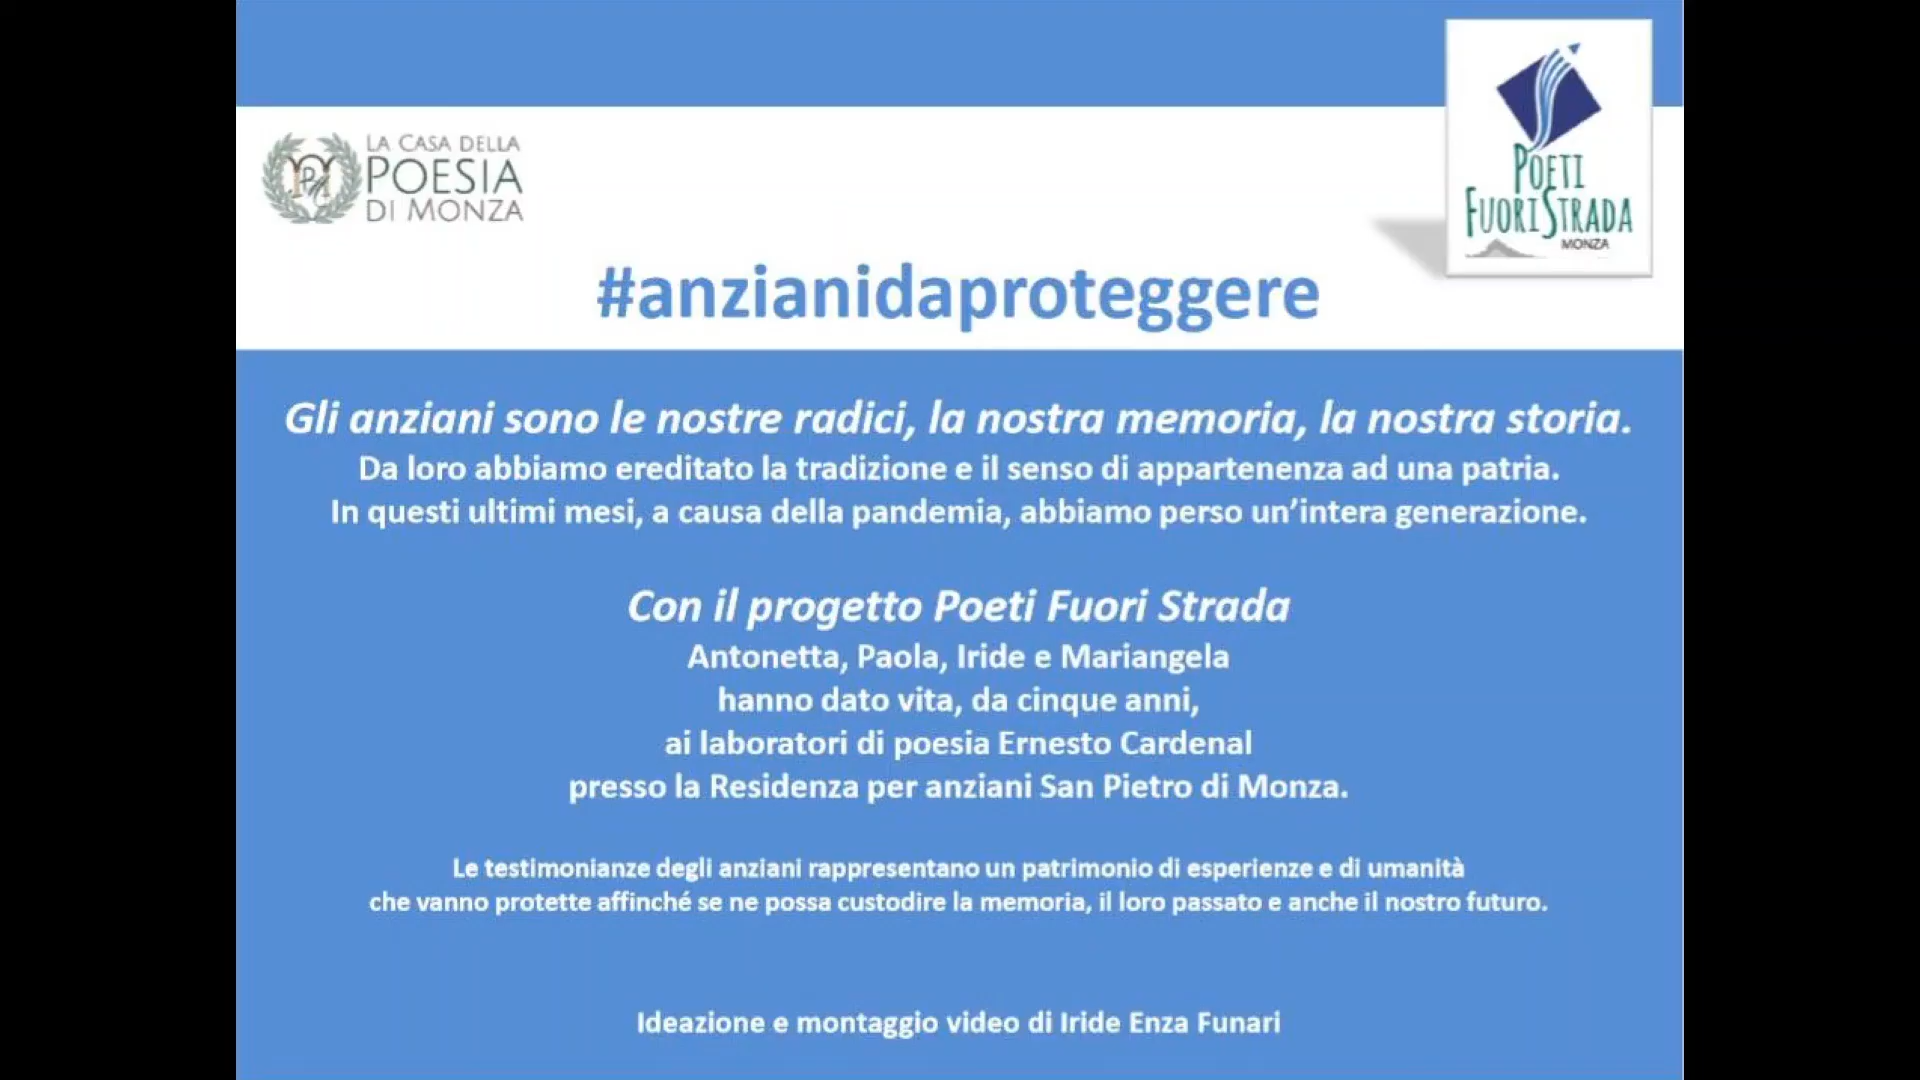 LA CASA DELLA
POESIA
DI MONZA
POETI
FUORISTRADA
MONZA
#anzianidaproteggere
Gli anziani sono le nostre radici, la nostra memoria, la nostra storia.
Da loro abbiamo ereditato la tradizione e il senso di appartenenza ad una patria.
In questi ultimi mesi, a causa della pandemia, abbiamo perso un’intera generazione.
Con il progetto Poeti Fuori Strada
Antonetta, Paola, Iride e Mariangela
hanno dato vita, da cinque anni,
ai laboratori di poesia Ernesto Cardenal
presso la Residenza per anziani San Pietro di Monza.
Le testimonianze degli anziani rappresentano un patrimonio di esperienze e di umanità
che vanno protette affinché se ne possa custodire la memoria, il loro passato e anche il nostro futuro.
Ideazione e montaggio video di Iride Enza Funari